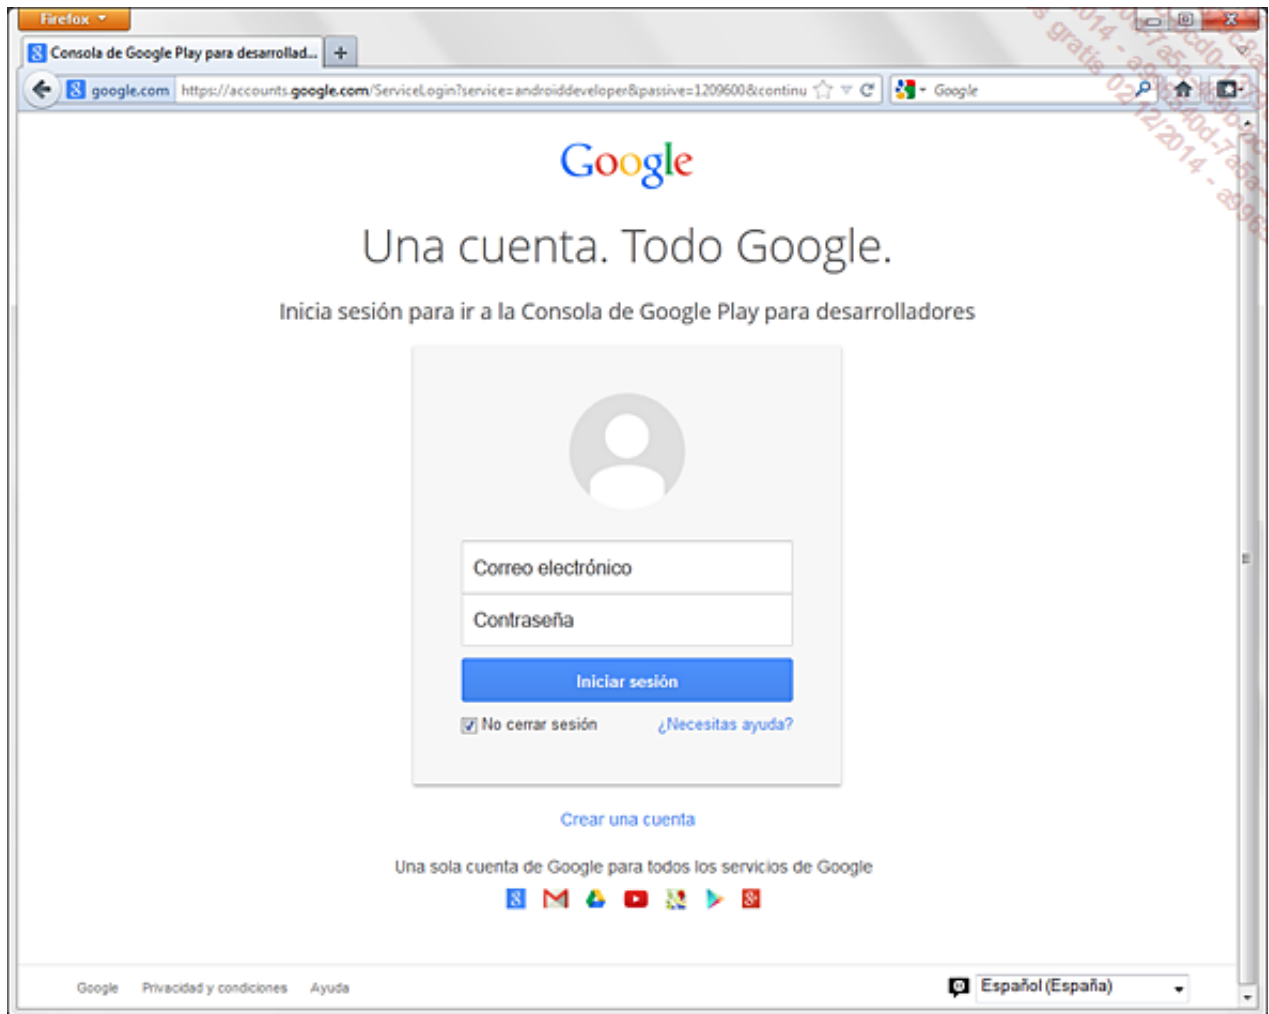 Firefox
Consola de Google Play para desarrollad...
google.com https://accounts.google.com/ServiceLogin?service=androiddeveloper&passive=1209600&continu
Google
Google
Una cuenta. Todo Google.
Inicia sesión para ir a la Consola de Google Play para desarrolladores
Correo electrónico
Contraseña
Iniciar sesión
No cerrar sesión ¿Necesitas ayuda?
Crear una cuenta
Una sola cuenta de Google para todos los servicios de Google
Google Privacidad y condiciones Ayuda Español (España)